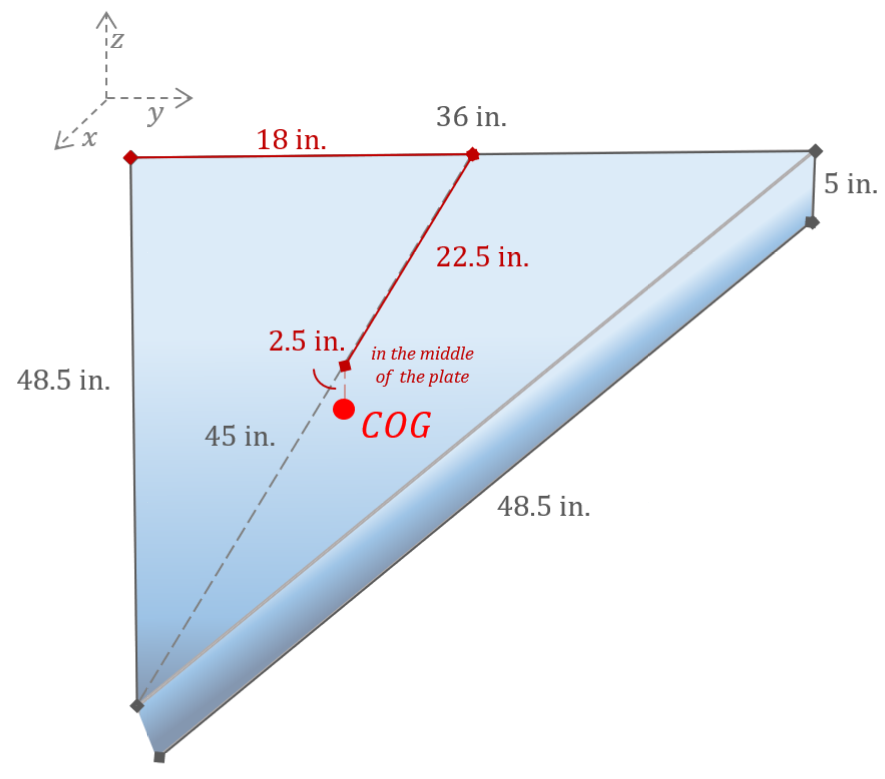 z
y
x
36 in.
18 in.
5 in.
22.5 in.
2.5 in.
in the middle
of the plate
48.5 in.
COG
45 in.
48.5 in.